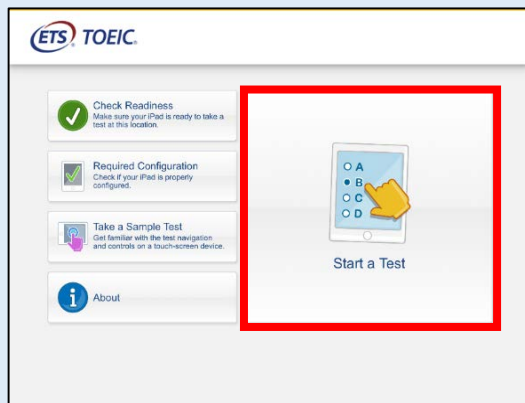 ETS TOEIC.
Check Readiness
Make sure your iPad is ready to take a
test at this location.
Required Configuration
Check if your iPad is properly
configured.
Take a Sample Test
Get familiar with the test navigation
and controls on a touch-screen device.
About
A
B
C
D
Start a Test